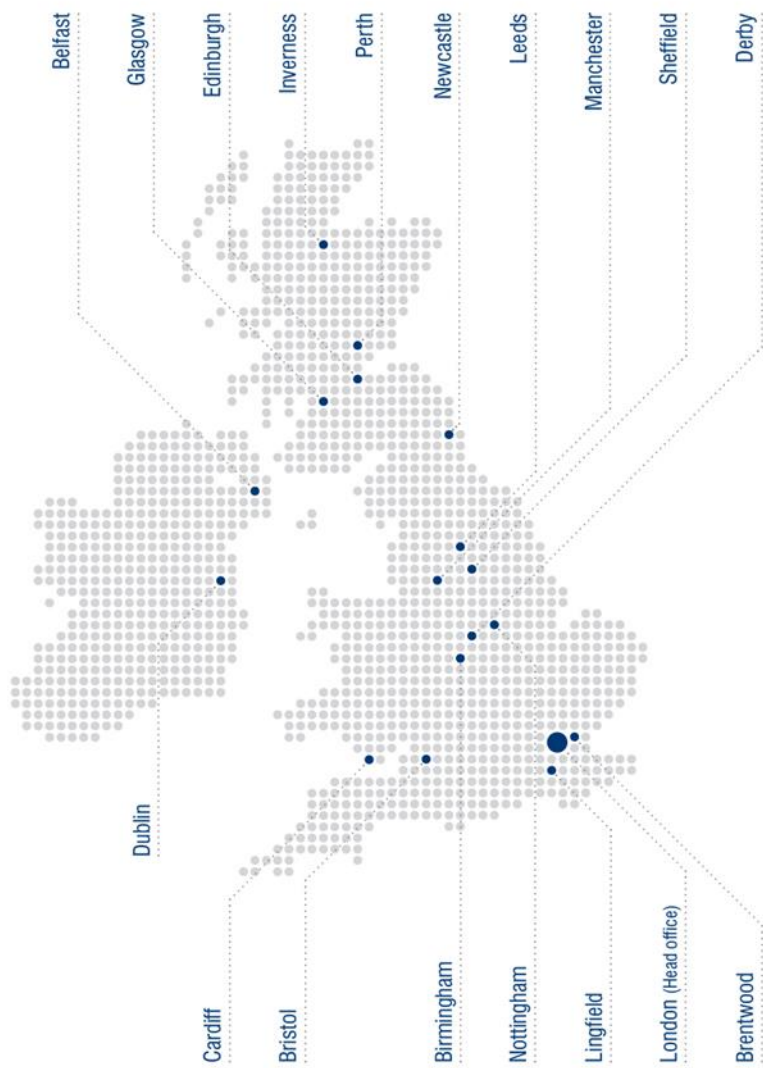 Belfast
Glasgow
Edinburgh
Inverness
Perth
Newcastle
Leeds
Manchester
Sheffield
Derby
Dublin
Cardiff
Bristol
Birmingham
Nottingham
Lingfield
London (Head office)
Brentwood